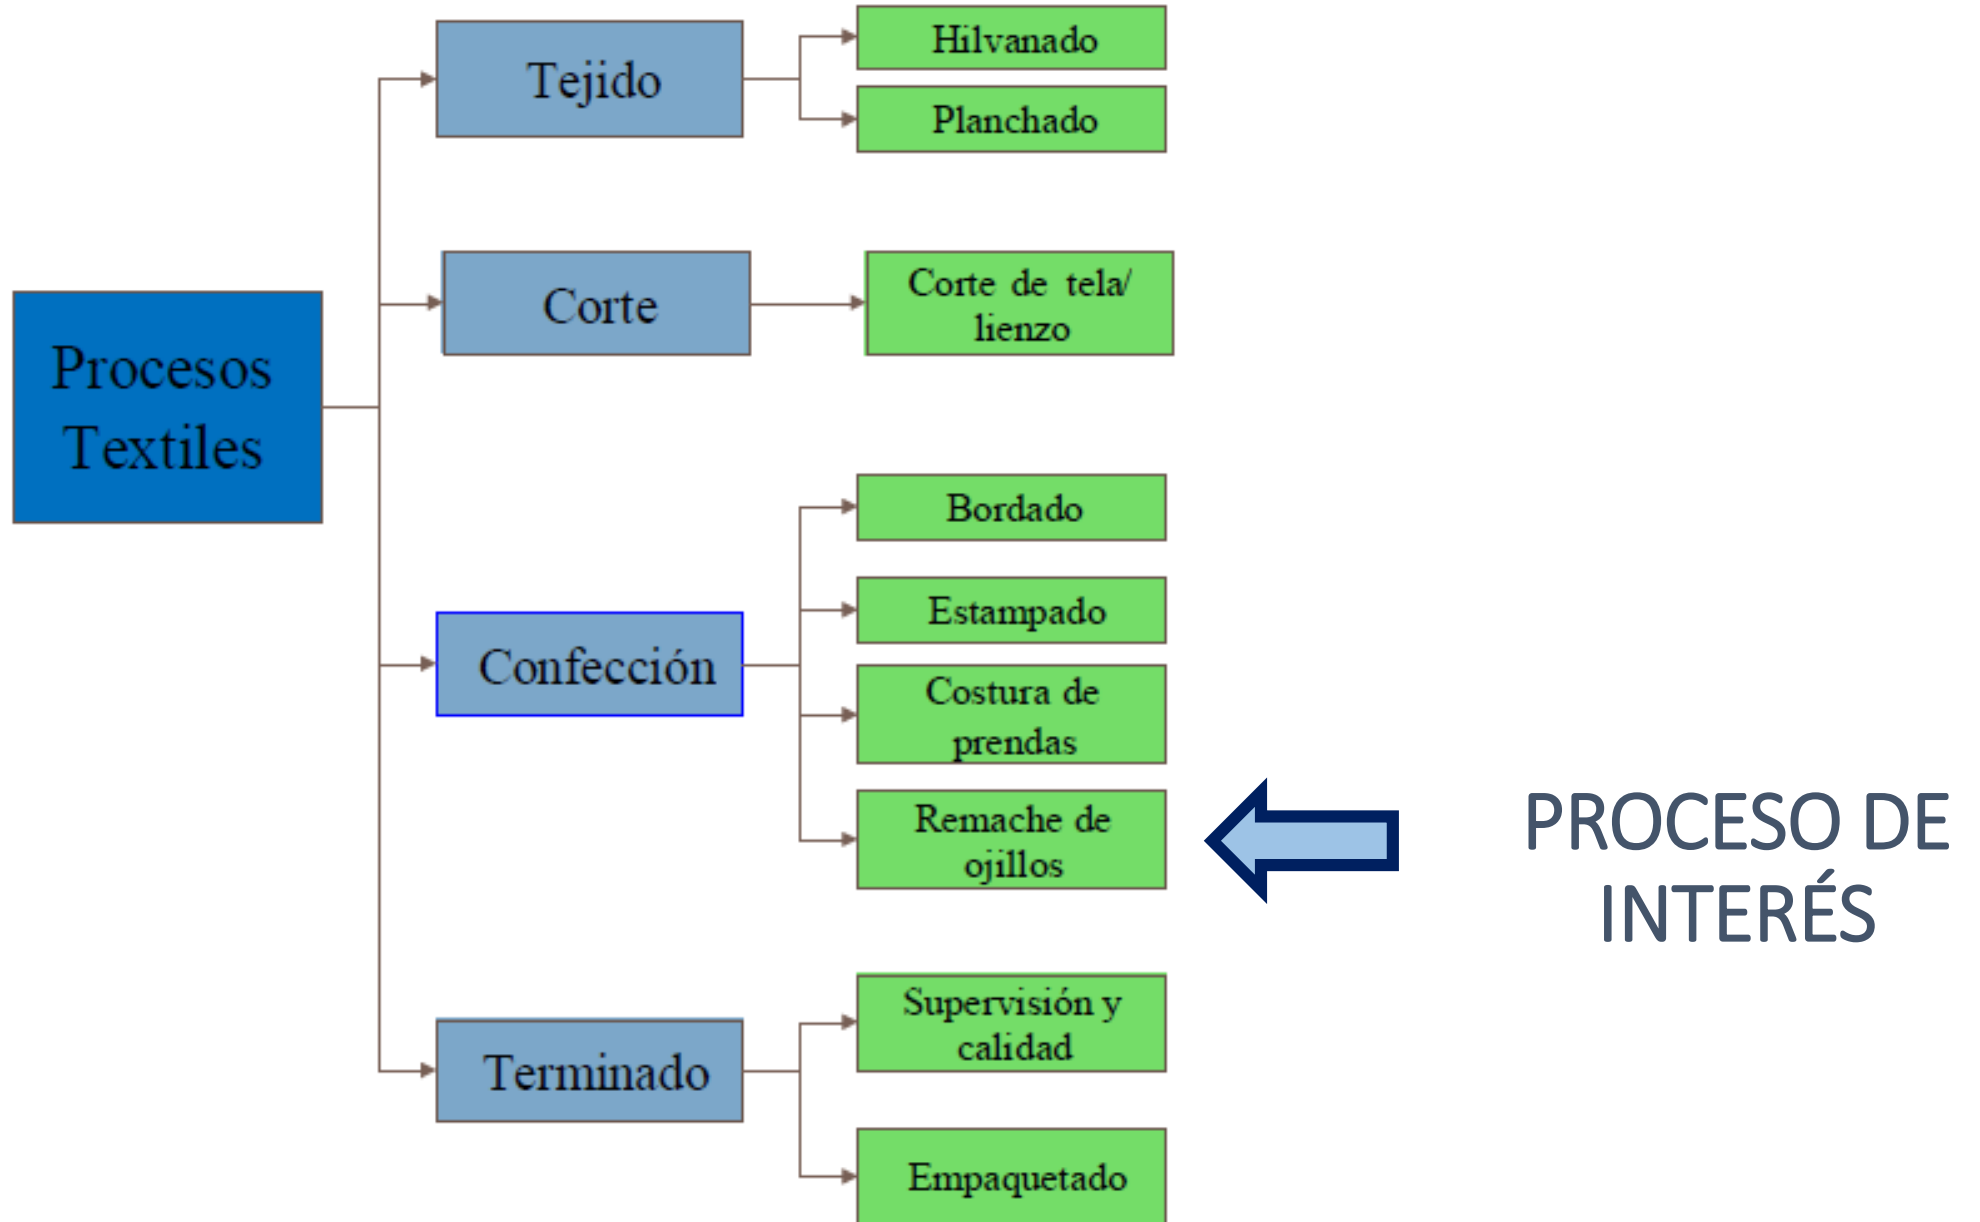 Procesos
Textiles
Tejido
Hilvanado
Planchado
Corte
Corte de tela/
lienzo
Confección
Bordado
Estampado
Costura de
prendas
Remache de
ojillos
PROCESO DE
INTERÉS
Terminado
Supervisión y
calidad
Empaquetado